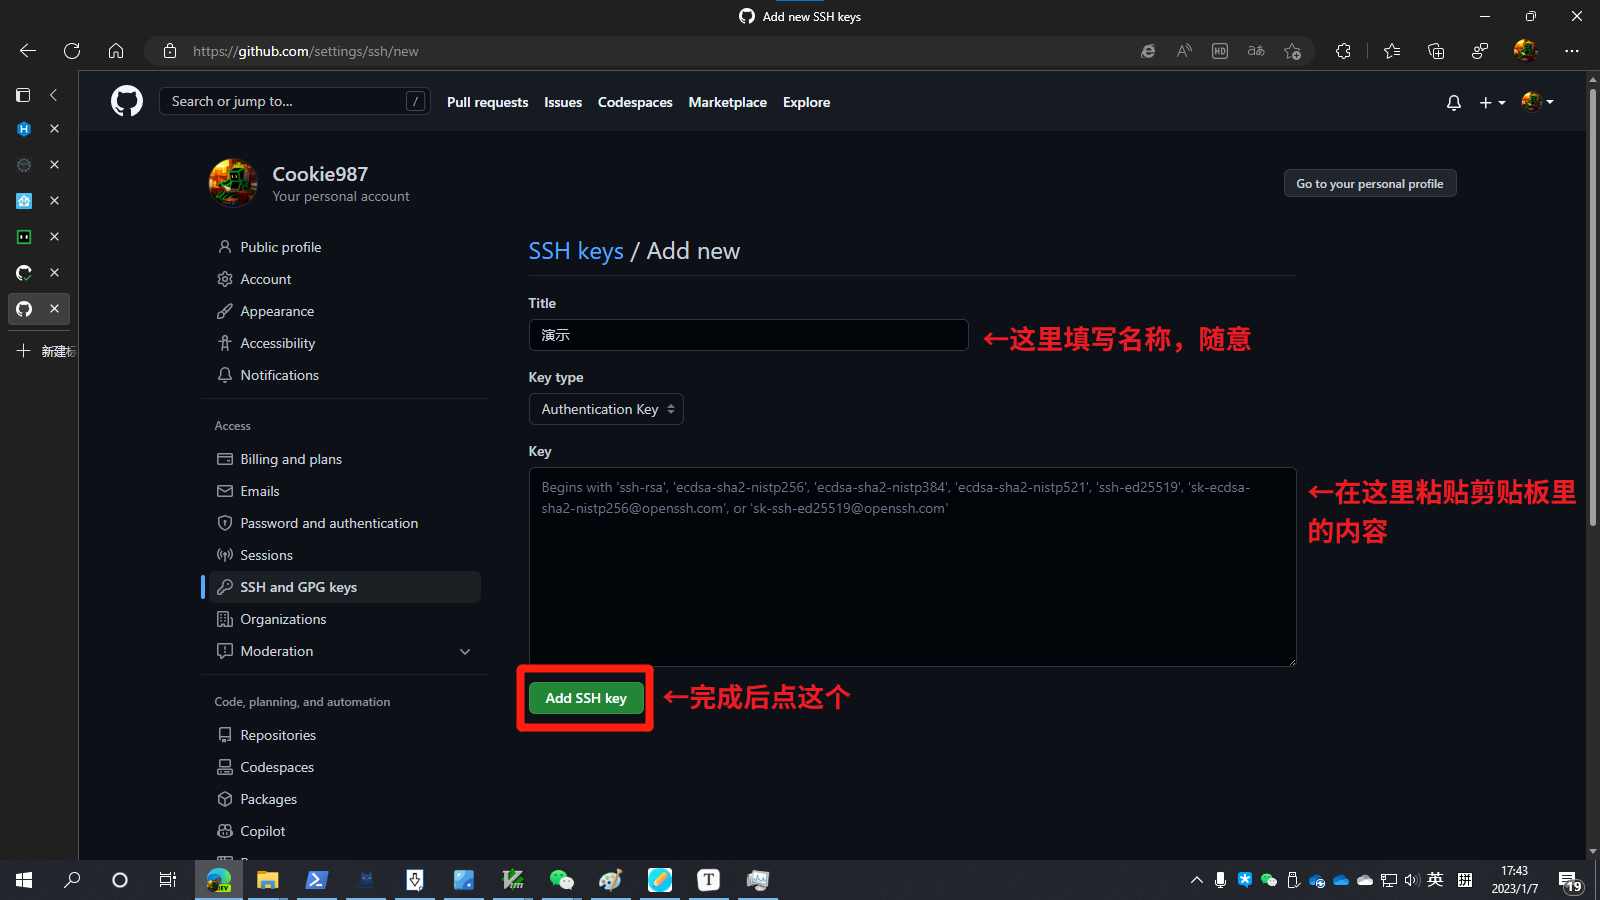 Add new SSH keys
https://github.com/settings/ssh/new
Search or jump to...
/
Pull requests
Issues
Codespaces
Marketplace
Explore
Cookie987
Your personal account
Go to your personal profile
新建标
Public profile
Account
Appearance
Accessibility
Notifications
Access
Billing and plans
Emails
Password and authentication
Sessions
SSH and GPG keys
Organizations
Moderation
Code, planning, and automation
Repositories
Codespaces
Packages
Copilot
SSH keys / Add new
Title
演示
←这里填写名称，随意
Key type
Authentication Key
Key
Begins with 'ssh-rsa', 'ecdsa-sha2-nistp256', 'ecdsa-sha2-nistp384', 'ecdsa-sha2-nistp521', 'ssh-ed25519', 'sk-ecdsa-
sha2-nistp256@openssh.com', or 'sk-ssh-ed25519@openssh.com'
←在这里粘贴剪贴板里
的内容
Add SSH key
←完成后点这个
英
拼
17:43
2023/1/7
19